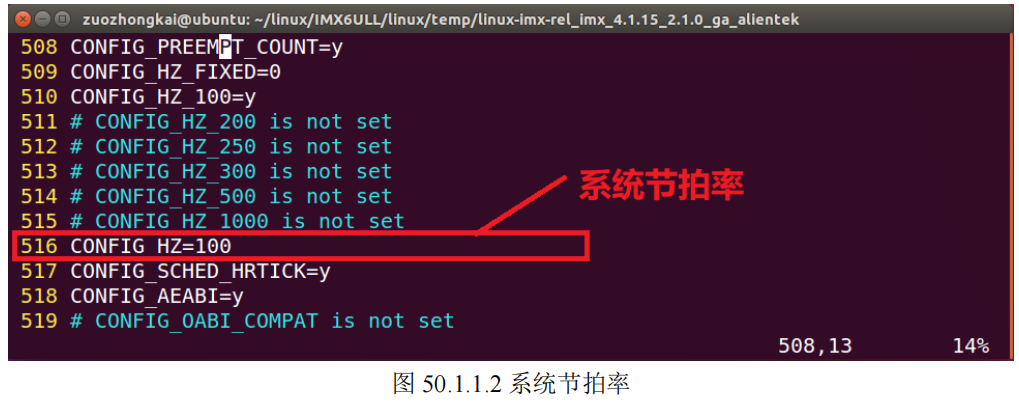 zuozhongkai@ubuntu: ~/linux/IMX6ULL/linux/temp/linux-imx-rel_imx_4.1.15_2.1.0_ga_alientek
508 CONFIG_PREEMPT_COUNT=y
509 CONFIG_HZ_FIXED=0
510 CONFIG_HZ_100=y
511 # CONFIG_HZ_200 is not set
512 # CONFIG_HZ_250 is not set
513 # CONFIG_HZ_300 is not set
514 # CONFIG_HZ_500 is not set
515 # CONFIG_HZ_1000 is not set
系统节拍率
516 CONFIG_HZ=100
517 CONFIG_SCHED_HRTICK=y
518 CONFIG_AEABI=y
519 # CONFIG_OABI_COMPAT is not set
508,13 14%
图 50.1.1.2 系统节拍率